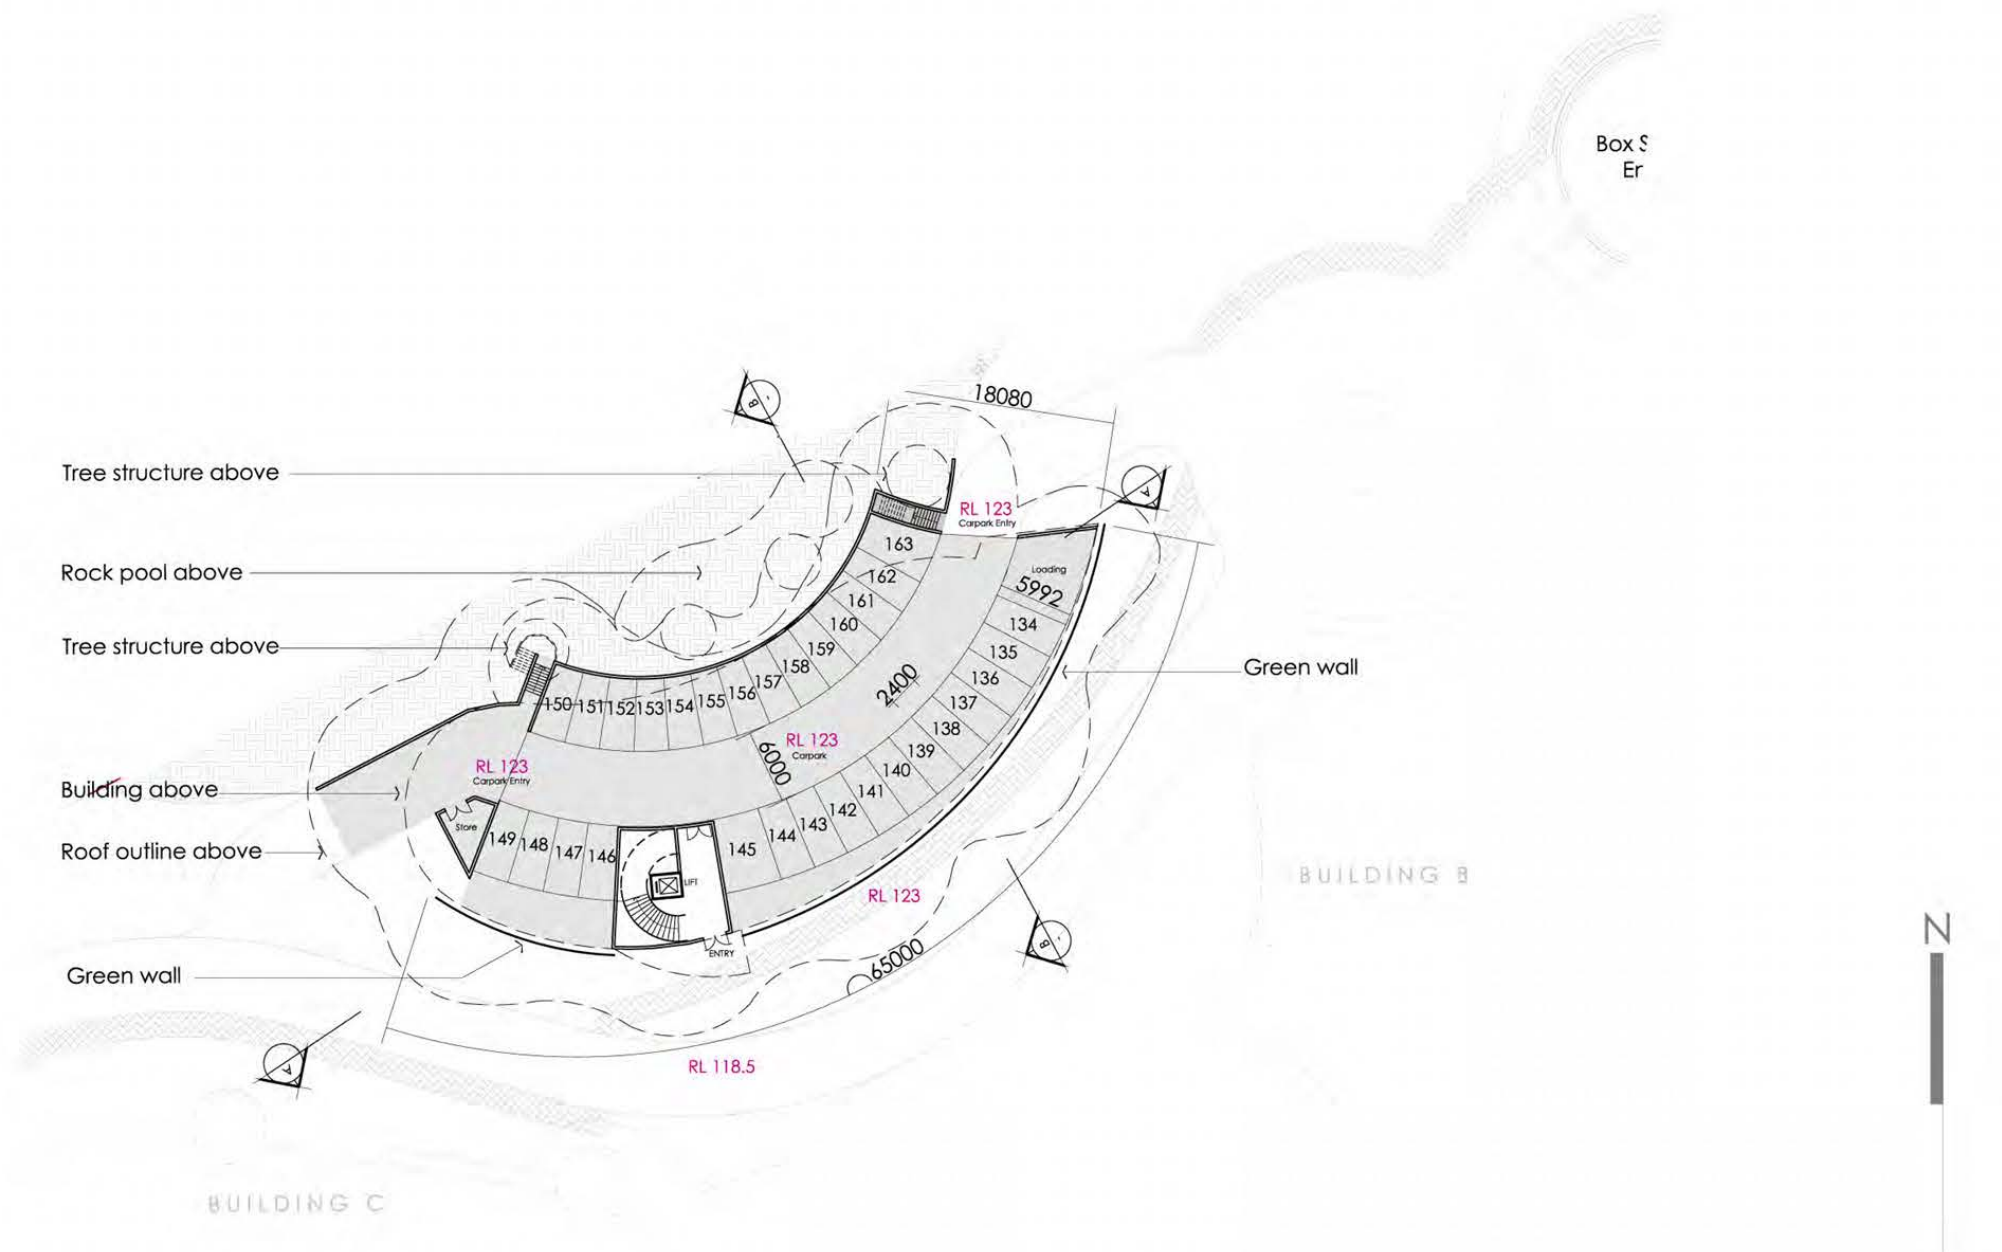 Box S
Er
18080
B
Tree structure above
A
RL 123
Carpark Entry
163
Rock pool above
Loading
162
5992
161
160
134
Tree structure above
159
135
158
Green wall
136
157
156
2400
150 151 152 153 154 155
137
138
RL 123
Carpark
139
6000
RL 123
Carpark Entry
140
Building above
141
142
Store
143
144
149 148 147 146
145
Roof outline above
LIFT
BUILDING B
RL 123
N
B
ENTRY
65000
Green wall
A
RL 118.5
BUILDING C